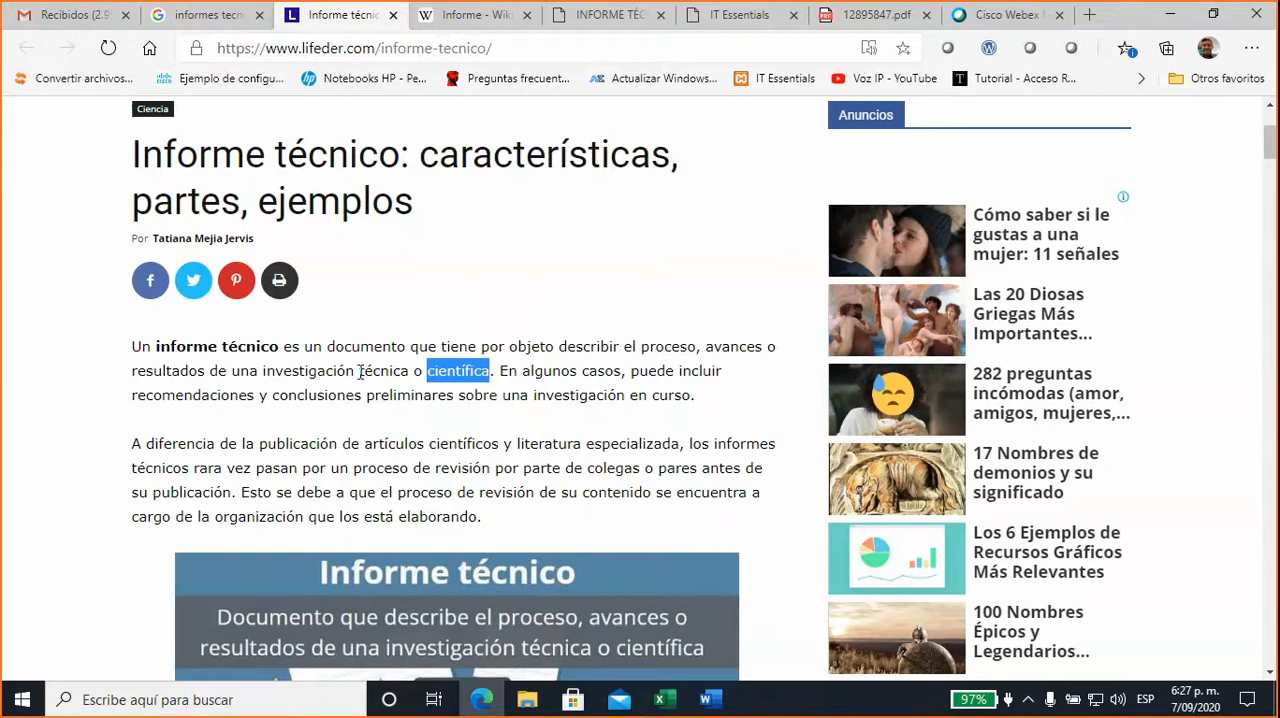 Recibidos (2.9
informes tecn
Informe técni
Informe - Wiki
INFORME TÉC
IT Essentials
12895847.pdf
Cisco Webex M
https://www.lifeder.com/informe-tecnico/
Convertir archivos...
Ejemplo de configu...
Notebooks HP - Pe...
Preguntas frecuent...
Actualizar Windows...
IT Essentials
Voz IP - YouTube
Tutorial - Acceso R...
Otros favoritos
Ciencia
Informe técnico: características,
partes, ejemplos
Por Tatiana Mejia Jervis
Un informe técnico es un documento que tiene por objeto describir el proceso, avances o
resultados de una investigación técnica o científica. En algunos casos, puede incluir
recomendaciones y conclusiones preliminares sobre una investigación en curso.
A diferencia de la publicación de artículos científicos y literatura especializada, los informes
técnicos rara vez pasan por un proceso de revisión por parte de colegas o pares antes de
su publicación. Esto se debe a que el proceso de revisión de su contenido se encuentra a
cargo de la organización que los está elaborando.
Informe técnico
Documento que describe el proceso, avances o
resultados de una investigación técnica o científica
Anuncios
Cómo saber si le
gustas a una
mujer: 11 señales
Las 20 Diosas
Griegas Más
Importantes...
282 preguntas
incómodas (amor,
amigos, mujeres,...
17 Nombres de
demonios y su
significado
Los 6 Ejemplos de
Recursos Gráficos
Más Relevantes
100 Nombres
Épicos y
Legendarios...
Escribe aquí para buscar
97%
ESP
6:27 p. m.
7/09/2020